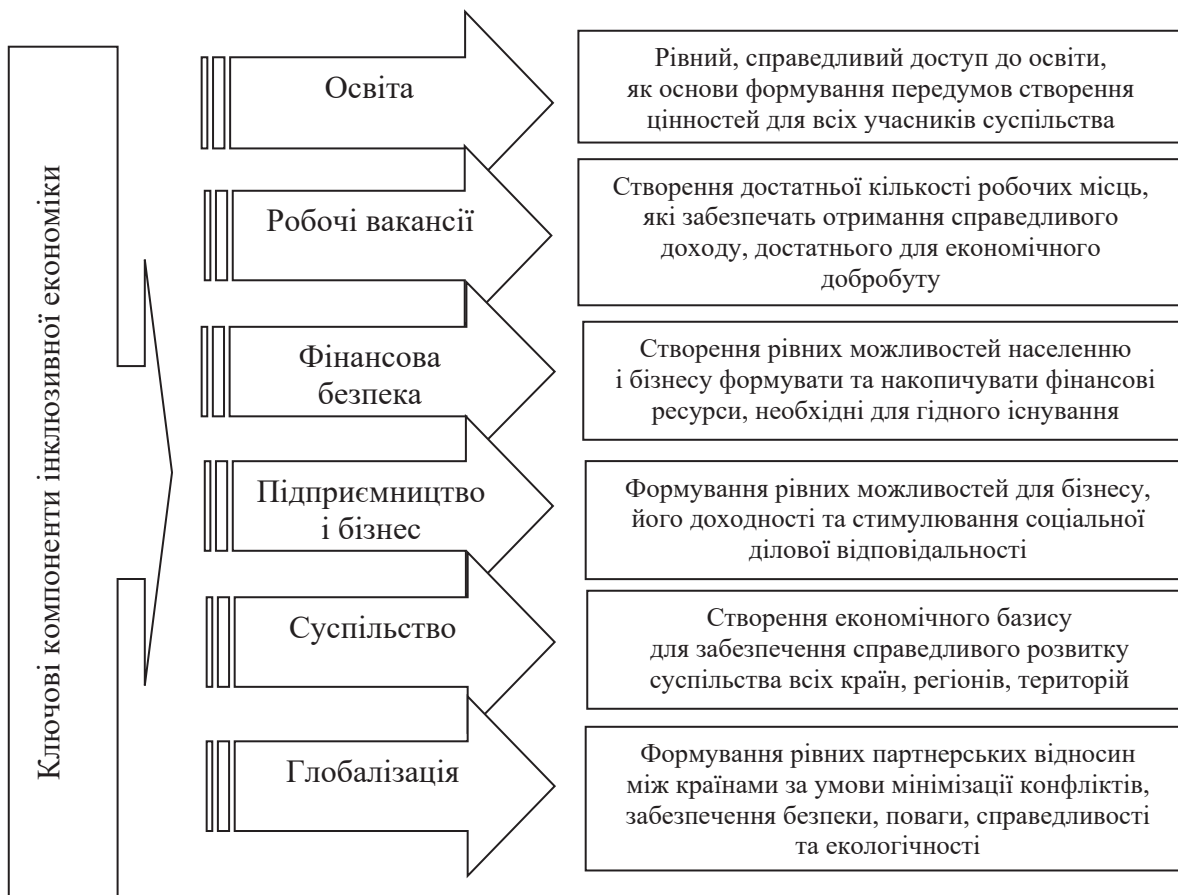 Ключові компоненти інклюзивної економіки
Освіта
Рівний, справедливий доступ до освіти,
як основи формування передумов створення
цінностей для всіх учасників суспільства
Робочі вакансії
Створення достатньої кількості робочих місць,
які забезпечать отримання справедливого
доходу, достатнього для економічного
добробуту
Фінансова
безпека
Створення рівних можливостей населенню
і бізнесу формувати та накопичувати фінансові
ресурси, необхідні для гідного існування
Підприємництво
і бізнес
Формування рівних можливостей для бізнесу,
його доходності та стимулювання соціальної
ділової відповідальності
Суспільство
Створення економічного базису
для забезпечення справедливого розвитку
суспільства всіх країн, регіонів, територій
Глобалізація
Формування рівних партнерських відносин
між країнами за умови мінімізації конфліктів,
забезпечення безпеки, поваги, справедливості
та екологічності